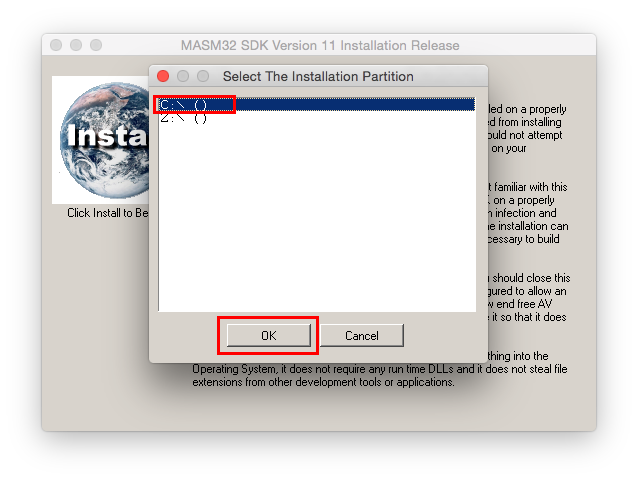 MASM32 SDK Version 11 Installation Release
Select The Installation Partition
C:\ ()
Z:\ ()
Instal
Click Install to Be
led on a properly
ed from installing
ould not attempt
on your
t familiar with this
K on a properly
n infection and
ne installation can
cessary to build
should close this
gured to allow an
w end free AV
e it so that it does
OK
Cancel
thing into the
Operating System, it does not require any run time DLLs and it does not steal file
extensions from other development tools or applications.